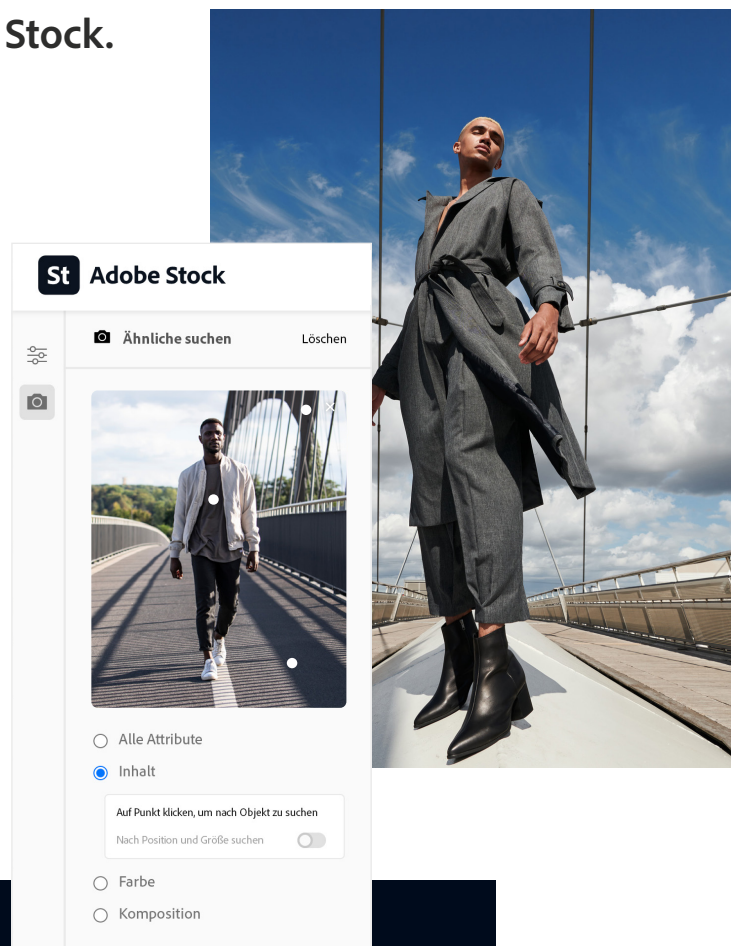 Stock.
St Adobe Stock
Ähnliche suchen Löschen
Alle Attribute
Inhalt
Auf Punkt klicken, um nach Objekt zu suchen
Nach Position und Größe suchen
Farbe
Komposition